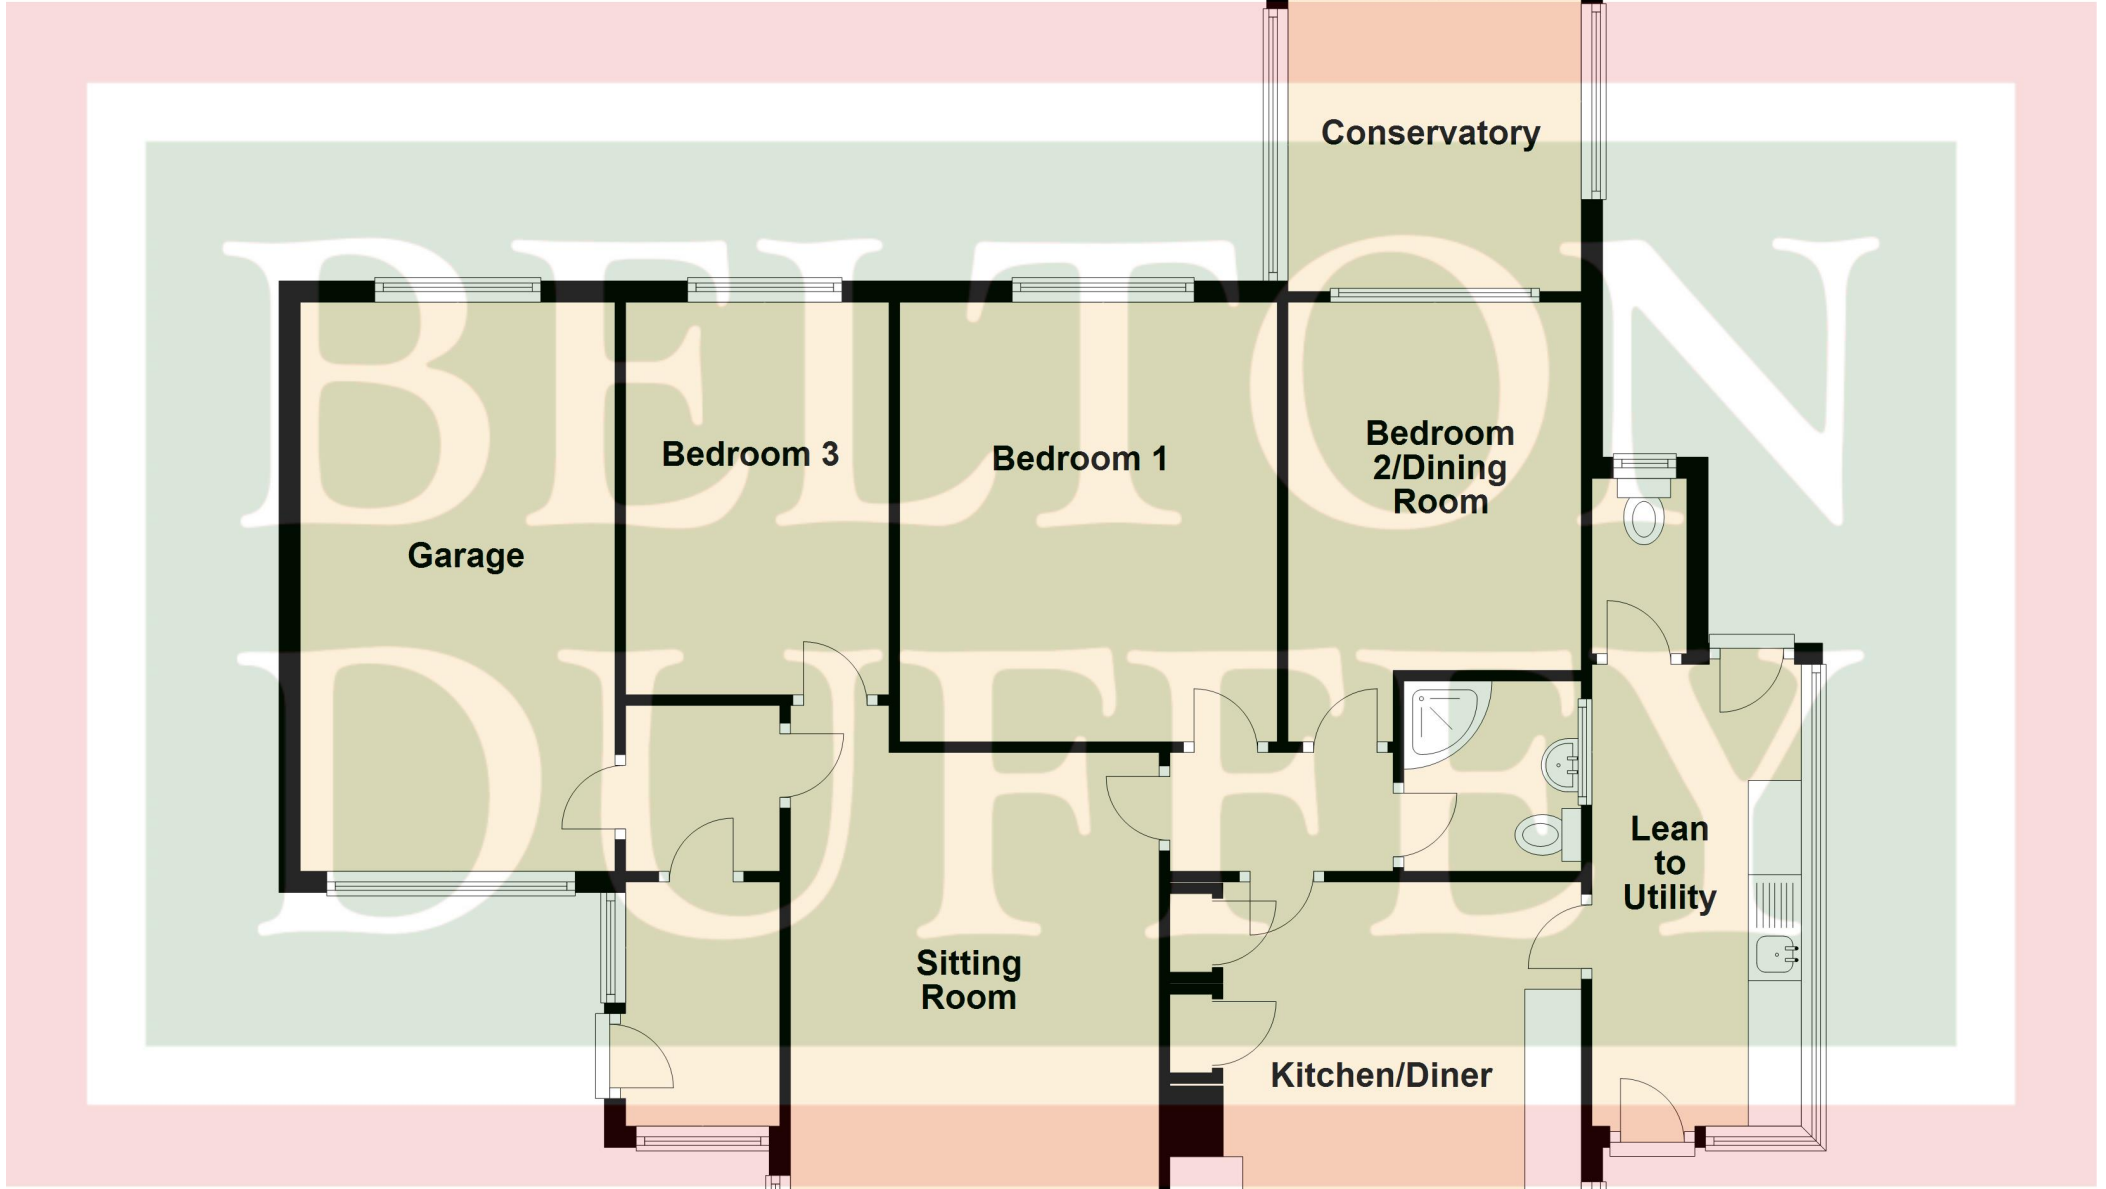 Conservatory
BELTON
Bedroom 3
Bedroom 1
Bedroom
2/Dining
Room
Garage
DUFFEY
Lean
to
Utility
Sitting
Room
Kitchen/Diner